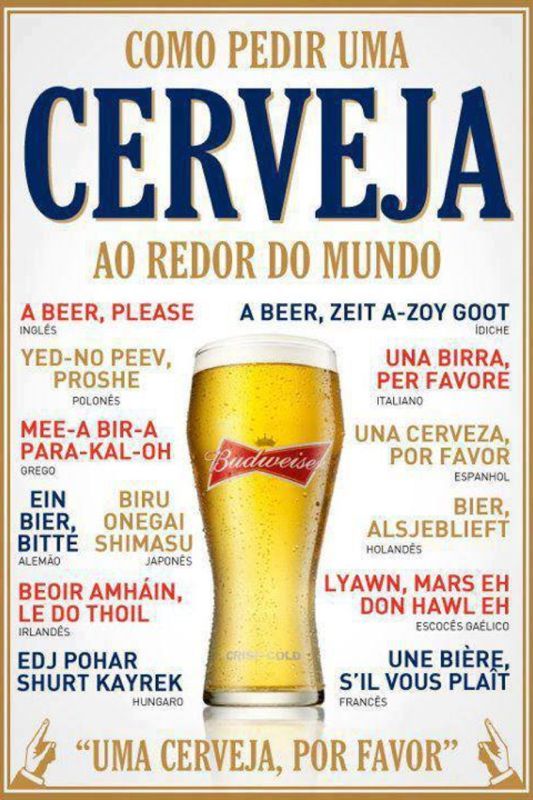 COMO PEDIR UMA
CERVEJA
AO REDOR DO MUNDO
A BEER, PLEASE
INGLÊS
A BEER, ZEIT A-ZOY GOOT
ÍDICHE
YED-NO PEEV,
PROSHE
POLONÊS
UNA BIRRA,
PER FAVORE
ITALIANO
MEE-A BIR-A
PARA-KAL-OH
GREGO
UNA CERVEZA,
POR FAVOR
ESPANHOL
EIN
BIER,
BITTE
ALEMÃO
BIRU
ONEGAI
SHIMASU
JAPONÊS
BIER,
ALSJEBLIEFT
HOLANDÊS
BEOIR AMHÁIN,
LE DO THOIL
IRLANDÊS
LYAWN, MARS EH
DON HAWL EH
ESCOCÊS GAÉLICO
EDJ POHAR
SHURT KAYREK
HUNGARO
UNE BIÈRE,
S'IL VOUS PLAÎT
FRANCÊS
Budweiser
CRISP COLD
"UMA CERVEJA, POR FAVOR"